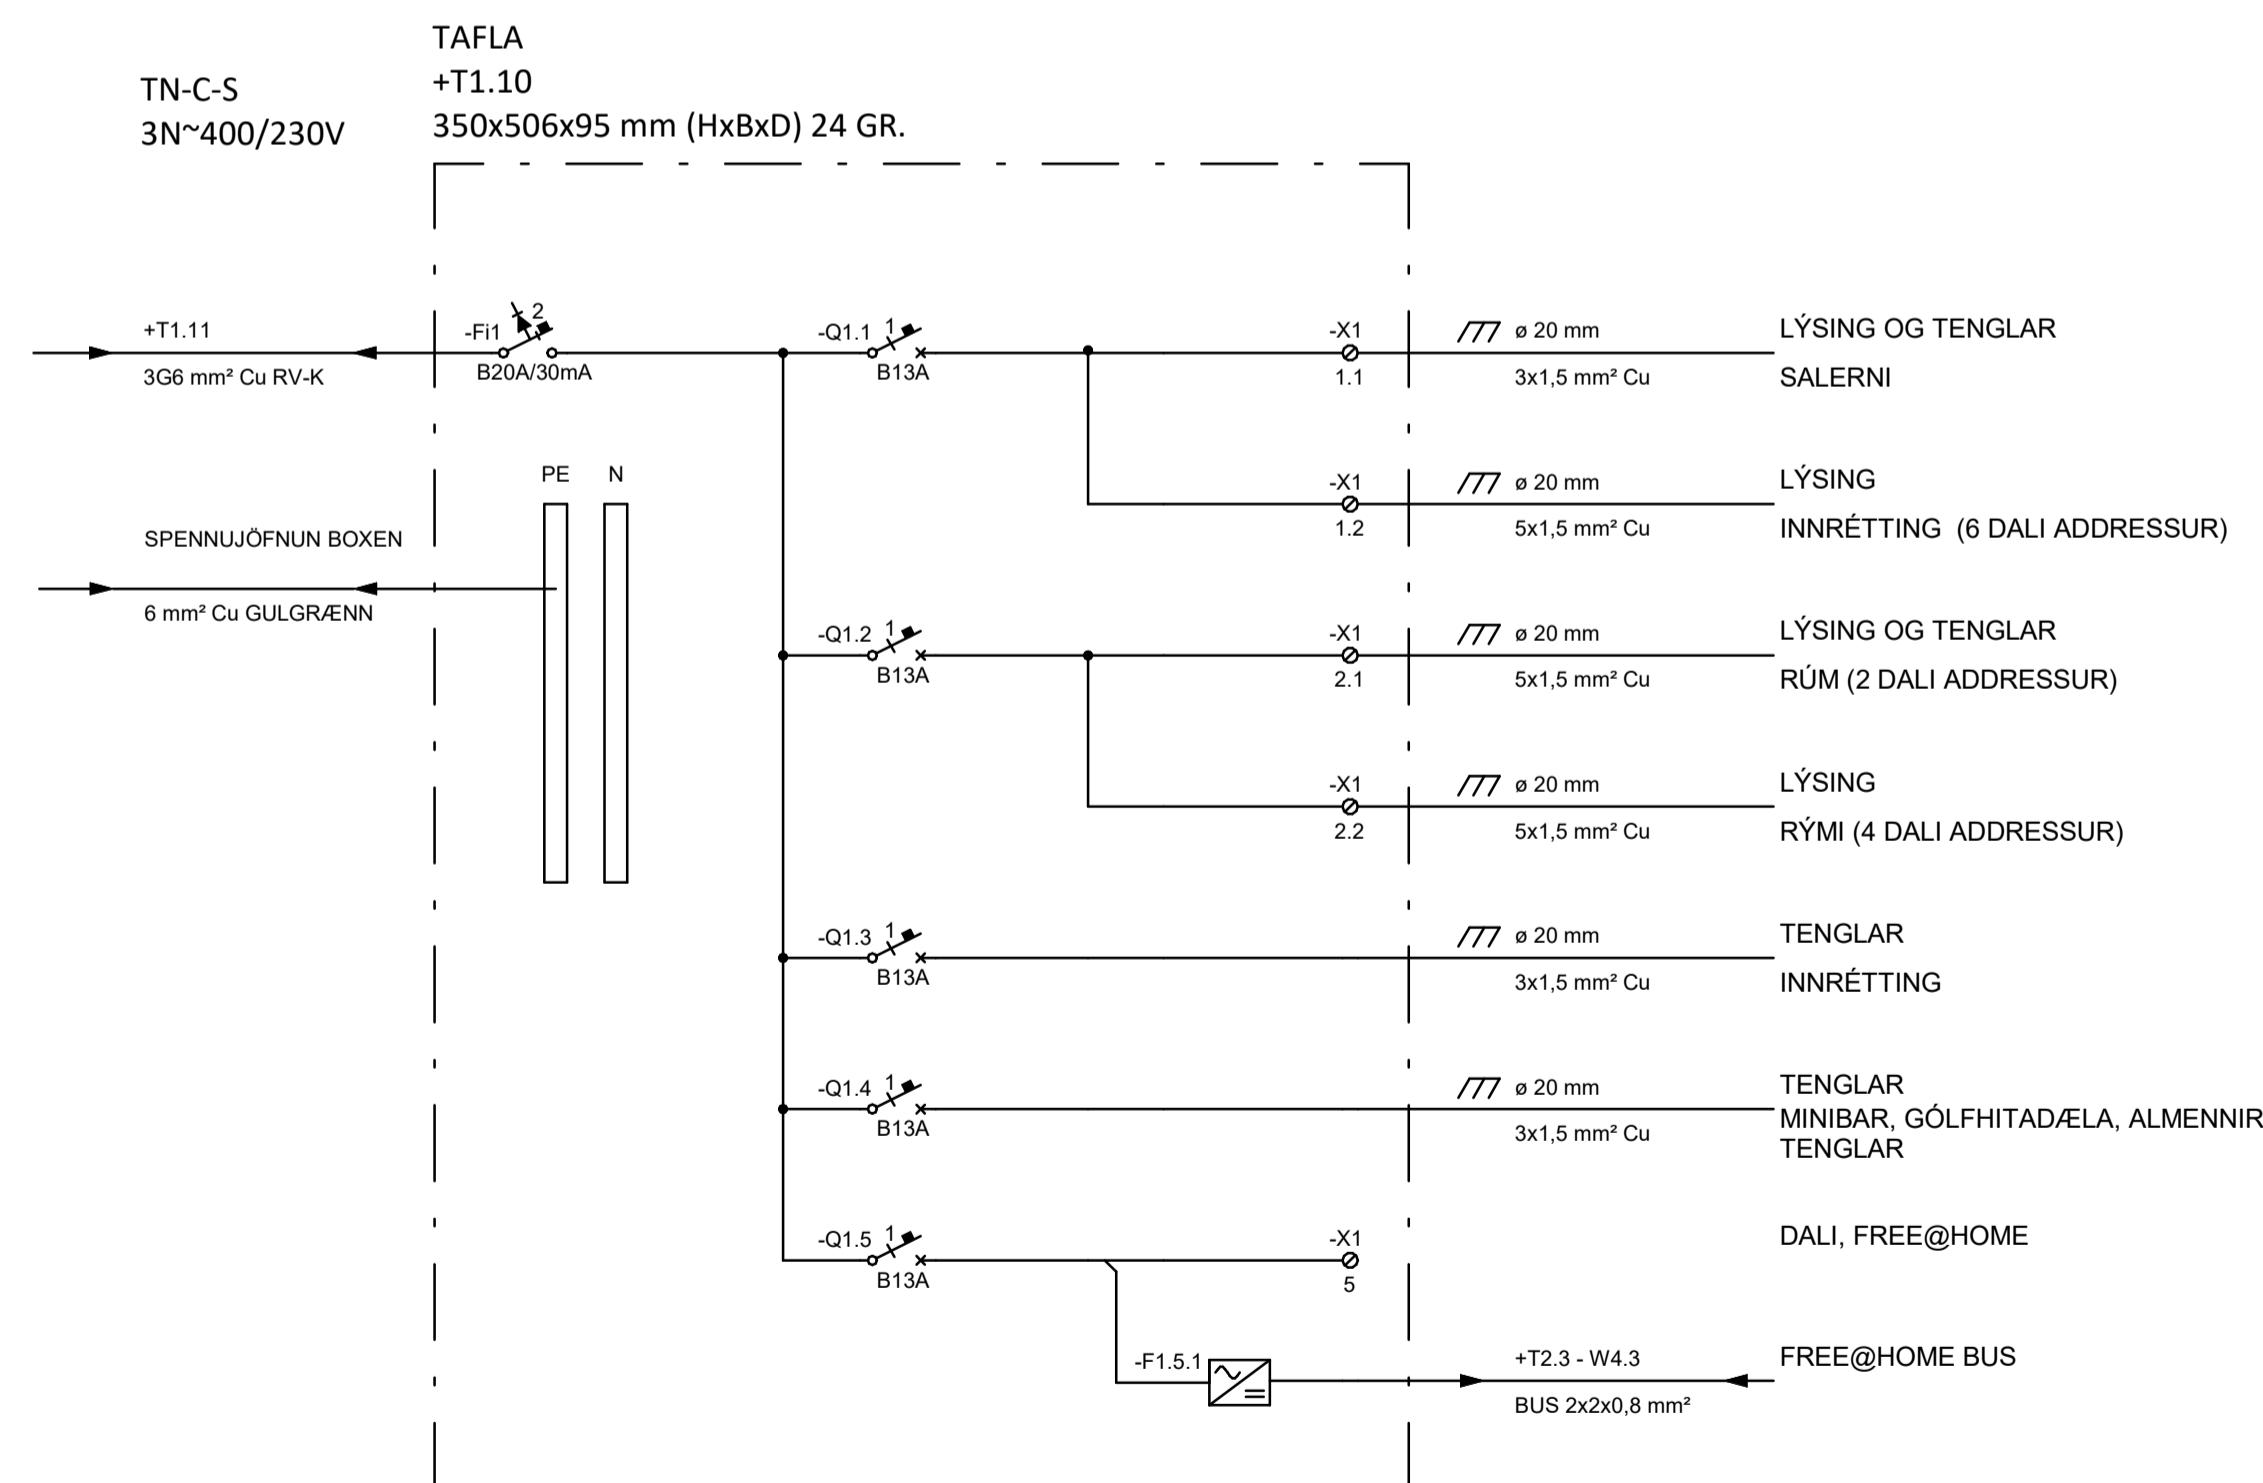 TAFLA
+T1.10
350x506x95 mm (HxBxD) 24 GR.
TN-C-S
3N~400/230V
+T1.11
3G6 mm² Cu RV-K
-Fi1
2
B20A/30mA
-Q1.1
1
B13A
-X1
1.1
ø 20 mm
3x1,5 mm² Cu
LÝSING OG TENGLAR
SALERNI
PE
N
-X1
1.2
ø 20 mm
5x1,5 mm² Cu
LÝSING
INNRÉTTING (6 DALI ADDRESSUR)
SPENNUJÖFNUN BOXEN
6 mm² Cu GULGRÆNN
-Q1.2
1
B13A
-X1
2.1
ø 20 mm
5x1,5 mm² Cu
LÝSING OG TENGLAR
RÚM (2 DALI ADDRESSUR)
-X1
2.2
ø 20 mm
5x1,5 mm² Cu
LÝSING
RÝMI (4 DALI ADDRESSUR)
-Q1.3
1
B13A
ø 20 mm
3x1,5 mm² Cu
TENGLAR
INNRÉTTING
-Q1.4
1
B13A
ø 20 mm
3x1,5 mm² Cu
TENGLAR
MINIBAR, GÓLFHITADÆLA, ALMENNIR
TENGLAR
-Q1.5
1
B13A
-X1
5
DALI, FREE@HOME
-F1.5.1
+T2.3 - W4.3
BUS 2x2x0,8 mm²
FREE@HOME BUS